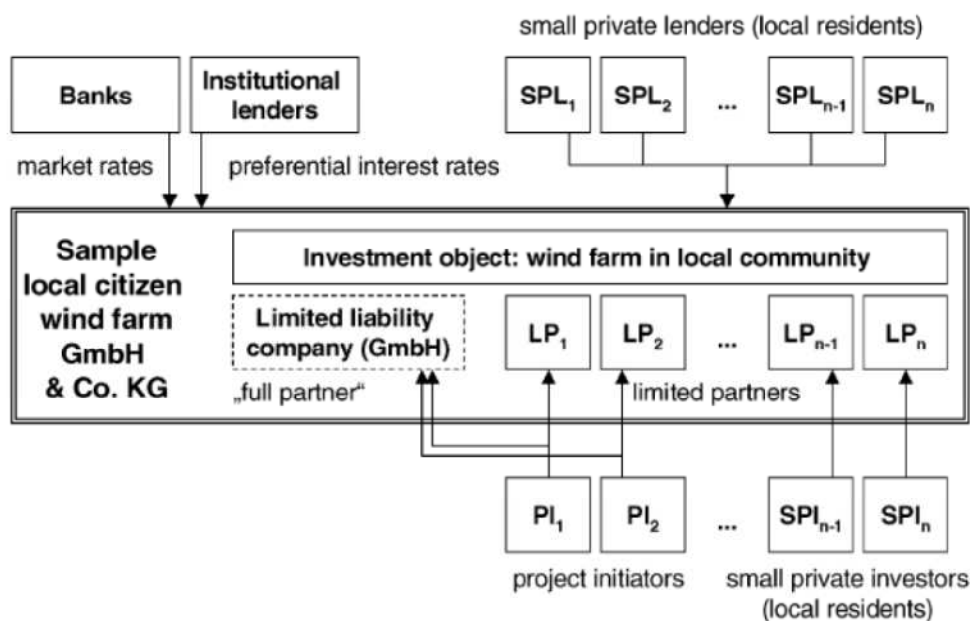 small private lenders (local residents)
Banks
Institutional
lenders
SPL₁
SPL₂
...
SPLₙ₋₁
SPLₙ
market rates
preferential interest rates
Sample
local citizen
wind farm
GmbH
& Co. KG
Investment object: wind farm in local community
Limited liability
company (GmbH)
LP₁
LP₂
...
LPₙ₋₁
LPₙ
„full partner“
limited partners
PI₁
PI₂
...
SPIₙ₋₁
SPIₙ
project initiators
small private investors
(local residents)